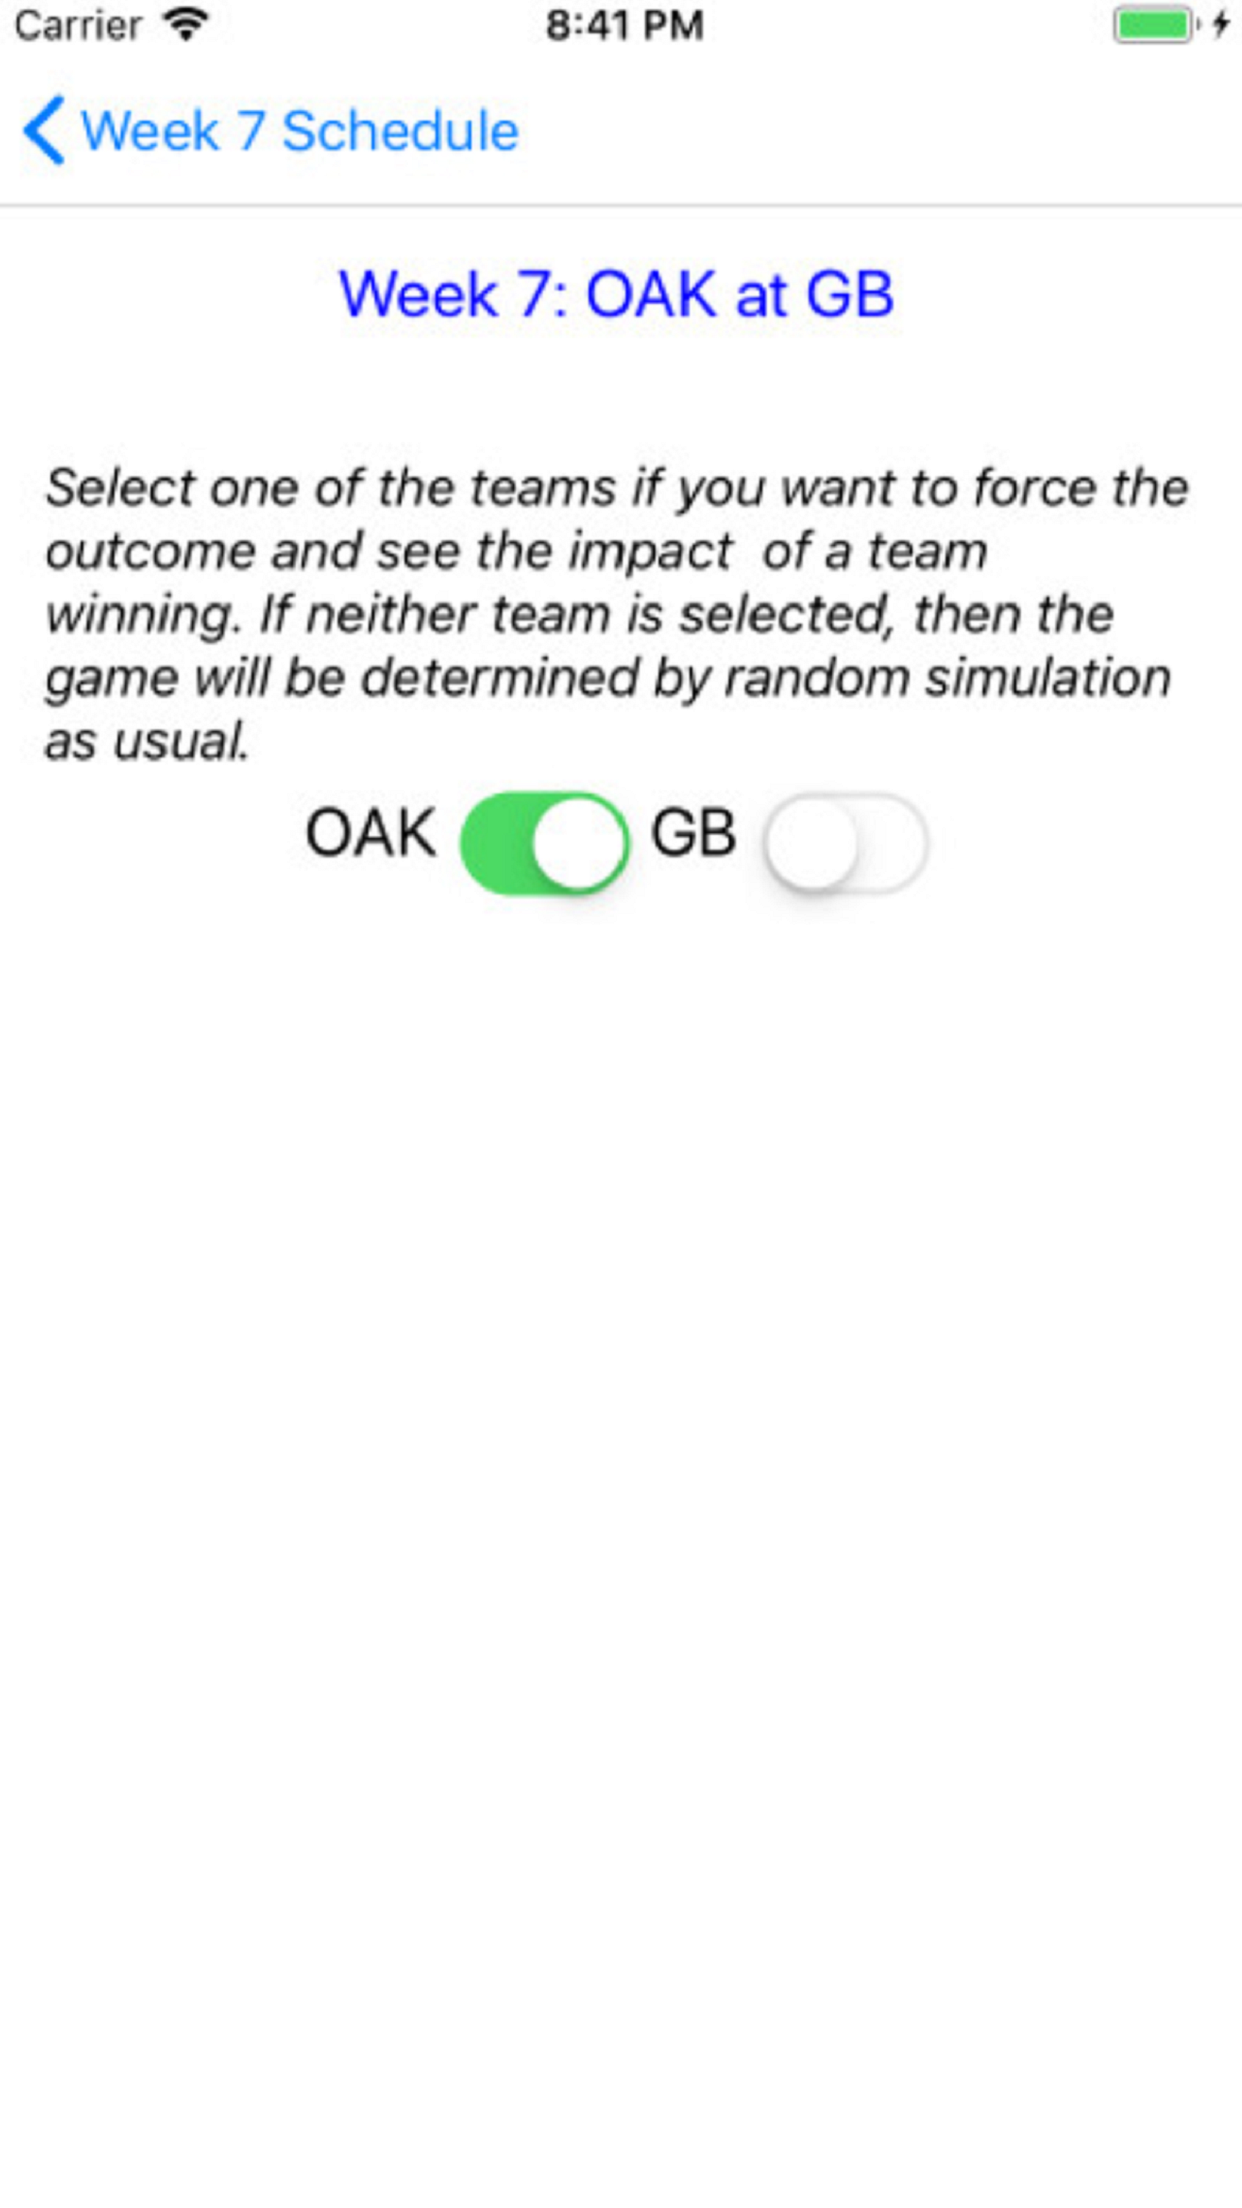 Carrier
8:41 PM
Week 7 Schedule
Week 7: OAK at GB
Select one of the teams if you want to force the
outcome and see the impact  of a team
winning. If neither team is selected, then the
game will be determined by random simulation
as usual.
OAK GB